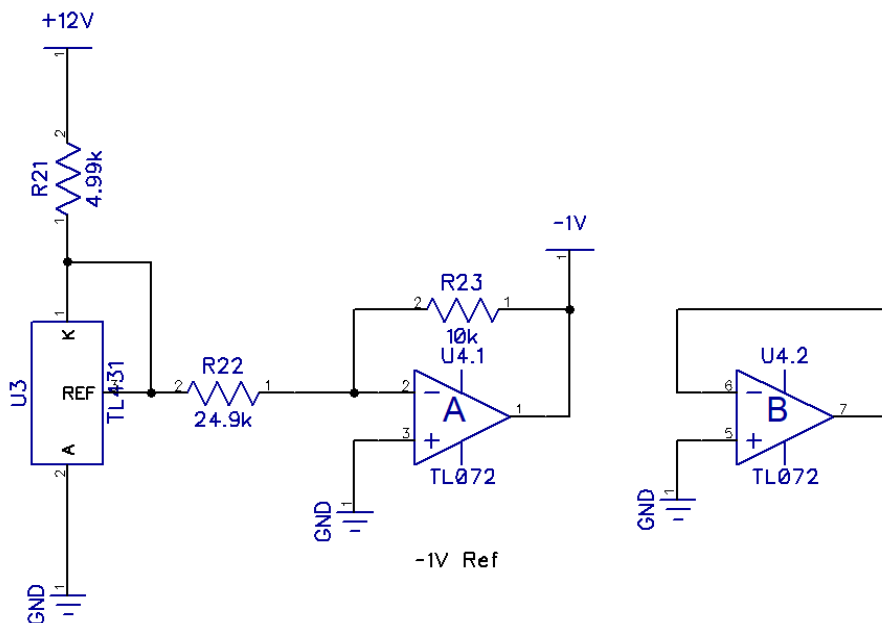 +12V
1
2
R21
4.99k
1
-1V
1
R23
2 1
10k
1
K
U3
REF
3
TL431
A
2
R22
2 1
24.9k
U4.1
2
-
A
1
3
+
TL072
1
GND
U4.2
6
-
B
7
5
+
TL072
1
GND
-1V Ref
1
GND